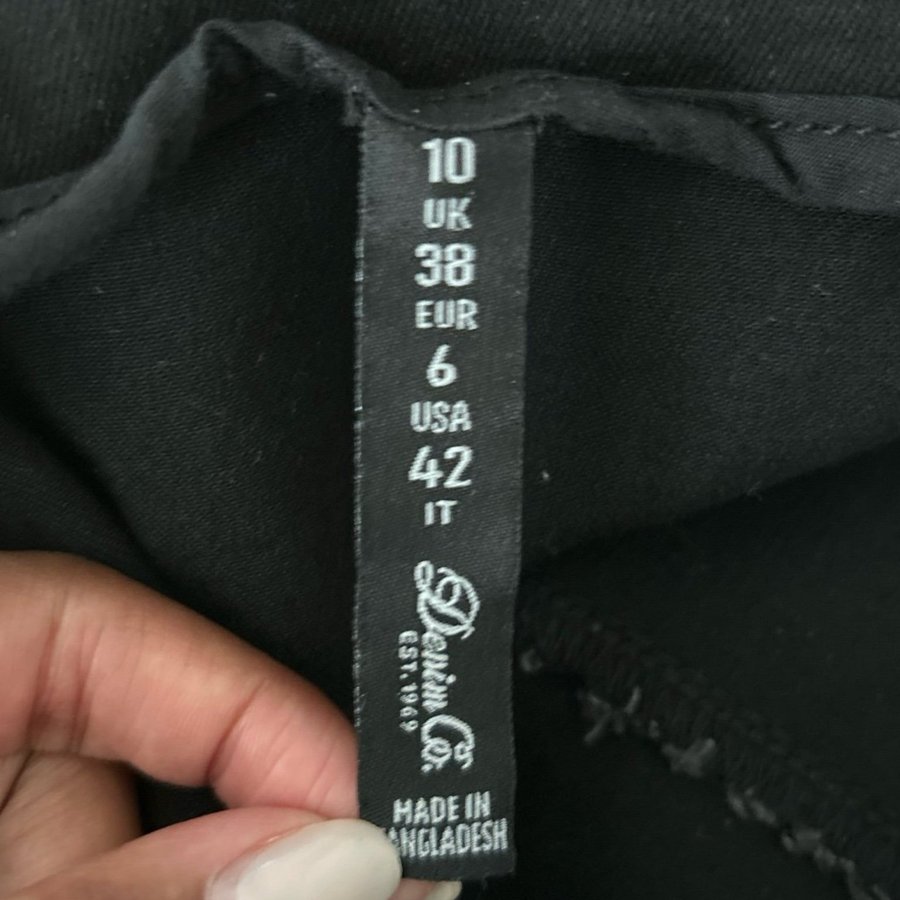 10
UK
38
EUR
6
USA
42
IT
Denim Co.
EST. 1969
MADE IN
BANGLADESH